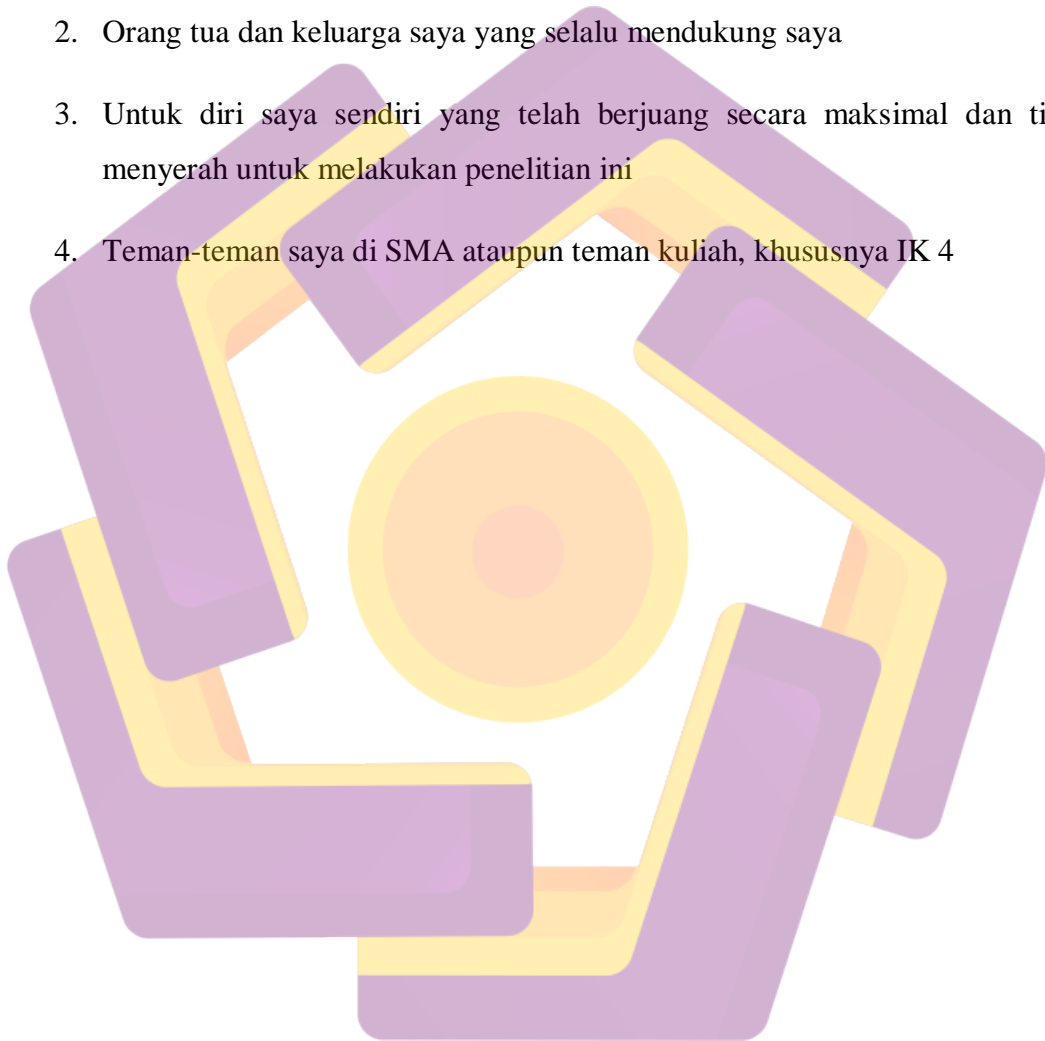 2. Orang tua dan keluarga saya yang selalu mendukung saya
3. Untuk diri saya sendiri yang telah berjuang secara maksimal dan
menyerah untuk melakukan penelitian ini
4. Teman-teman saya di SMA ataupun teman kuliah, khususnya IK 4